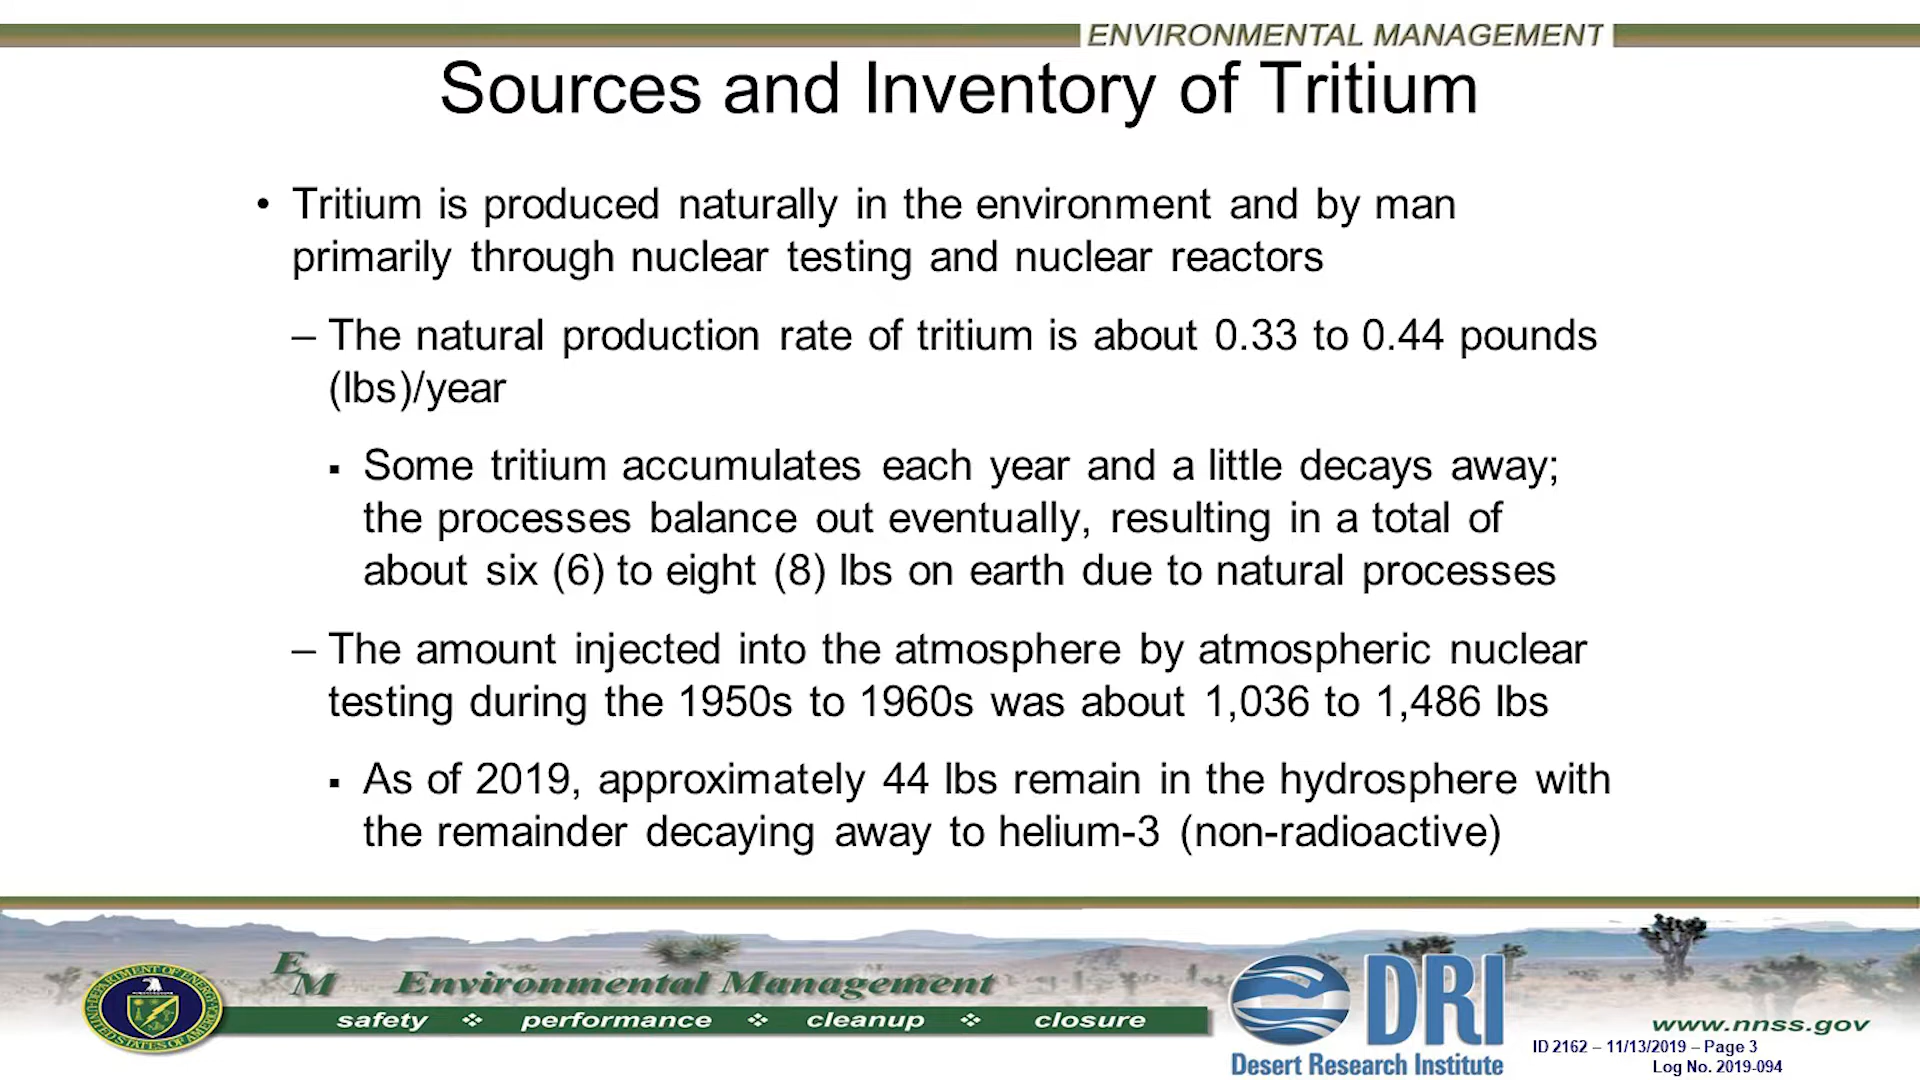 ENVIRONMENTAL MANAGEMENT
Sources and Inventory of Tritium
• Tritium is produced naturally in the environment and by man
primarily through nuclear testing and nuclear reactors
– The natural production rate of tritium is about 0.33 to 0.44 pounds
(lbs)/year
▪ Some tritium accumulates each year and a little decays away;
the processes balance out eventually, resulting in a total of
about six (6) to eight (8) lbs on earth due to natural processes
– The amount injected into the atmosphere by atmospheric nuclear
testing during the 1950s to 1960s was about 1,036 to 1,486 lbs
▪ As of 2019, approximately 44 lbs remain in the hydrosphere with
the remainder decaying away to helium-3 (non-radioactive)
EM Environmental Management
safety ❖ performance ❖ cleanup ❖ closure
DEPARTMENT OF ENERGY
UNITED STATES OF AMERICA
DRI
Desert Research Institute
www.nnss.gov
ID 2162 – 11/13/2019 – Page 3
Log No. 2019-094